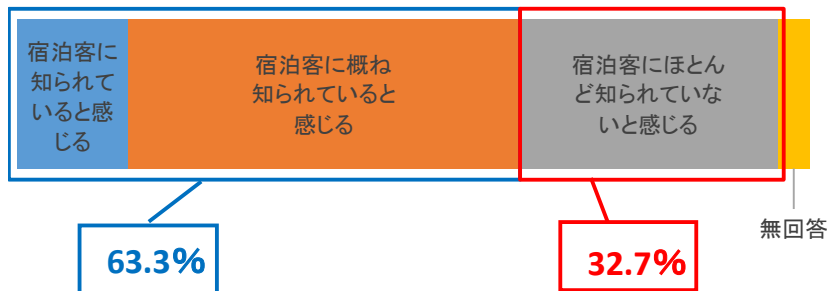 宿泊客に
知られて
いると感
じる
宿泊客に概ね
知られていると
感じる
宿泊客にほとん
ど知られていな
いと感じる
無回答
63.3%
32.7%